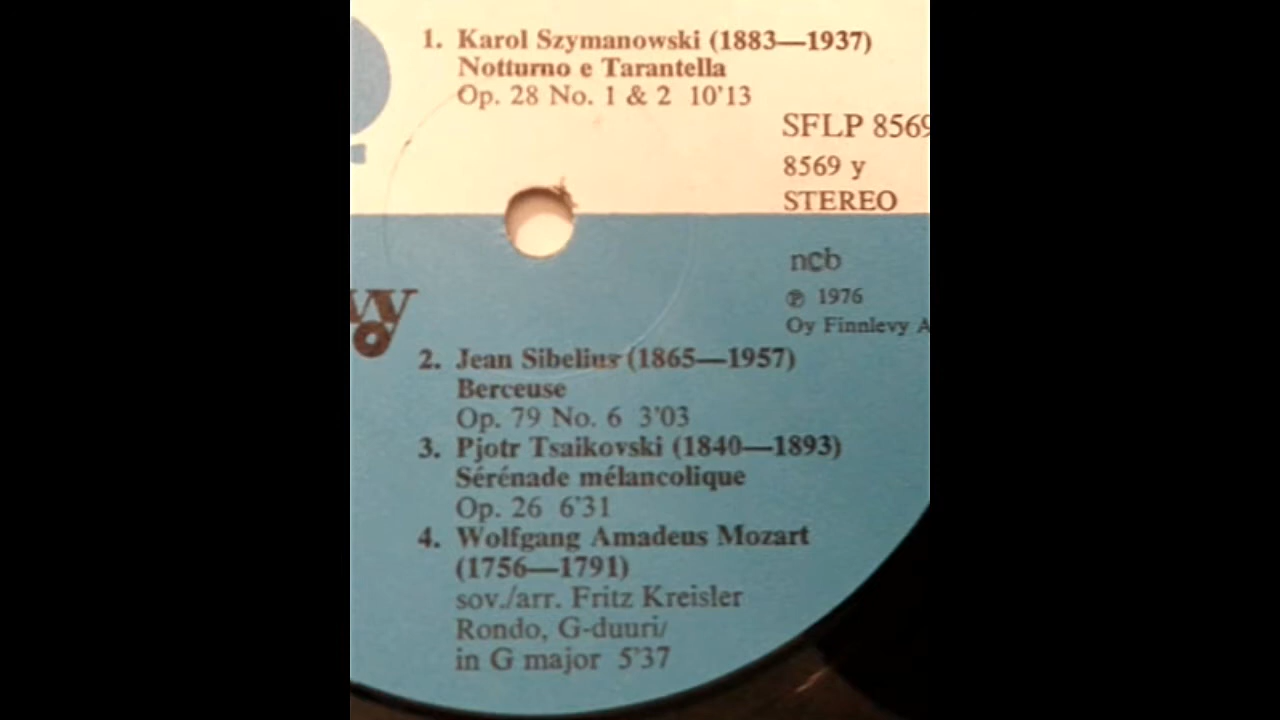 1. Karol Szymanowski (1883—1937)
Notturno e Tarantella
Op. 28 No. 1 & 2 10'13
SFLP 8569
8569 y
STEREO
ncb
℗ 1976
Oy Finnlevy A
2. Jean Sibelius (1865—1957)
Berceuse
Op. 79 No. 6 3'03
3. Pjotr Tsaikovski (1840—1893)
Sérénade mélancolique
Op. 26 6'31
4. Wolfgang Amadeus Mozart
(1756—1791)
sov./arr. Fritz Kreisler
Rondo, G-duuri/
in G major 5'37